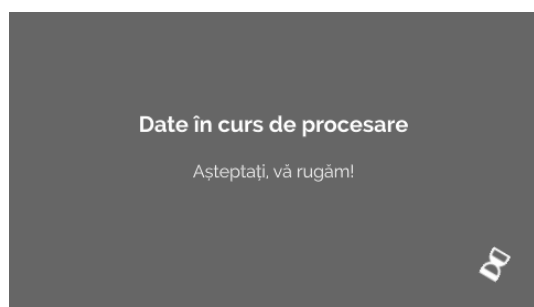 Date în curs de procesare
Așteptați, vă rugăm!